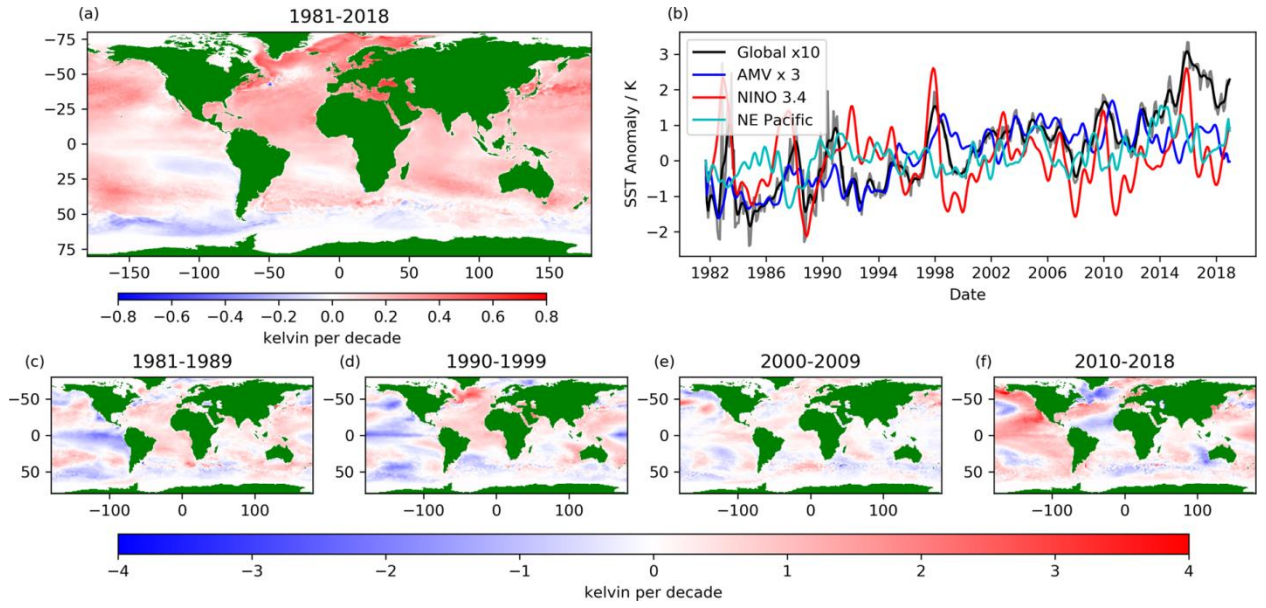 (a)
1981-2018
−75
−50
−25
0
25
50
75
−150 −100 −50 0 50 100 150
−0.8 −0.6 −0.4 −0.2 0.0 0.2 0.4 0.6 0.8
kelvin per decade
(b)
Global x10
AMV x 3
NINO 3.4
NE Pacific
SST Anomaly / K
3
2
1
0
−1
−2
1982 1986 1990 1994 1998 2002 2006 2010 2014 2018
Date
(c)
1981-1989
−50
0
50
−100 0 100
(d)
1990-1999
−50
0
50
−100 0 100
(e)
2000-2009
−50
0
50
−100 0 100
(f)
2010-2018
−50
0
50
−100 0 100
−4 −3 −2 −1 0 1 2 3 4
kelvin per decade